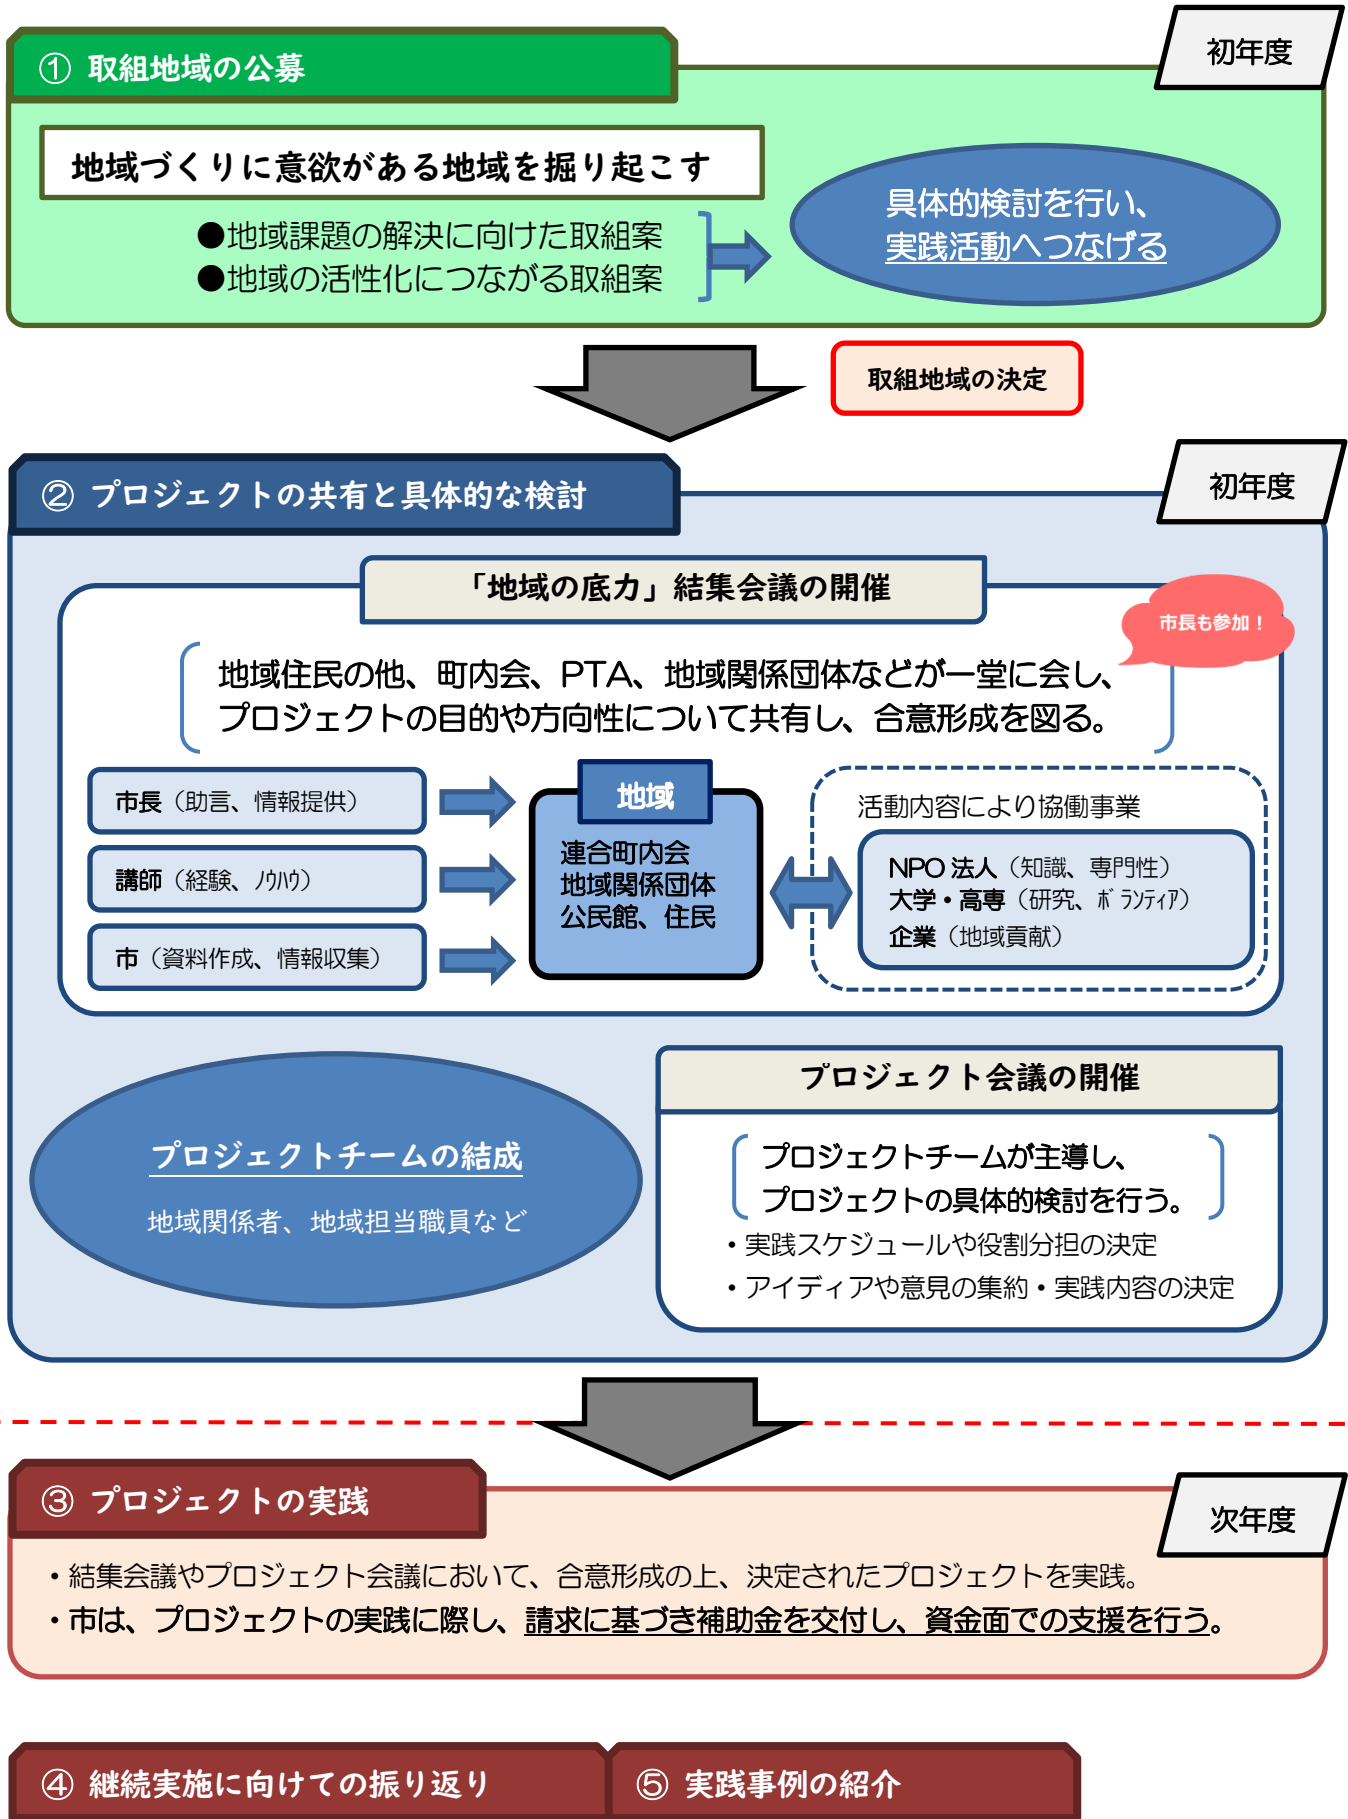 ① 取組地域の公募
初年度
地域づくりに意欲がある地域を掘り起こす
●地域課題の解決に向けた取組案
●地域の活性化につながる取組案
具体的検討を行い、
実践活動へつなげる
取組地域の決定
② プロジェクトの共有と具体的な検討
初年度
「地域の底力」結集会議の開催
市長も参加！
地域住民の他、町内会、PTA、地域関係団体などが一堂に会し、
プロジェクトの目的や方向性について共有し、合意形成を図る。
市長（助言、情報提供）
講師（経験、ﾉｳﾊｳ）
市（資料作成、情報収集）
地域
連合町内会
地域関係団体
公民館、住民
活動内容により協働事業
NPO 法人（知識、専門性）
大学・高専（研究、ﾎﾞﾗﾝﾃｨｱ）
企業（地域貢献）
プロジェクトチームの結成
地域関係者、地域担当職員など
プロジェクト会議の開催
プロジェクトチームが主導し、
プロジェクトの具体的検討を行う。
・実践スケジュールや役割分担の決定
・アイディアや意見の集約・実践内容の決定
③ プロジェクトの実践
次年度
・結集会議やプロジェクト会議において、合意形成の上、決定されたプロジェクトを実践。
・市は、プロジェクトの実践に際し、請求に基づき補助金を交付し、資金面での支援を行う。
④ 継続実施に向けての振り返り
⑤ 実践事例の紹介